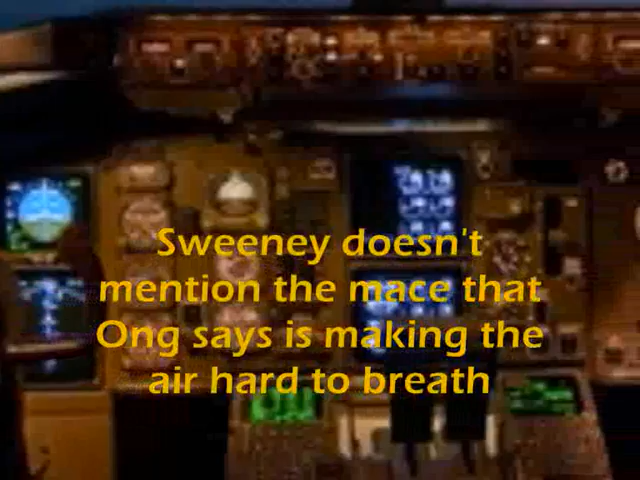 Sweeney doesn't
mention the mace that
Ong says is making the
air hard to breath